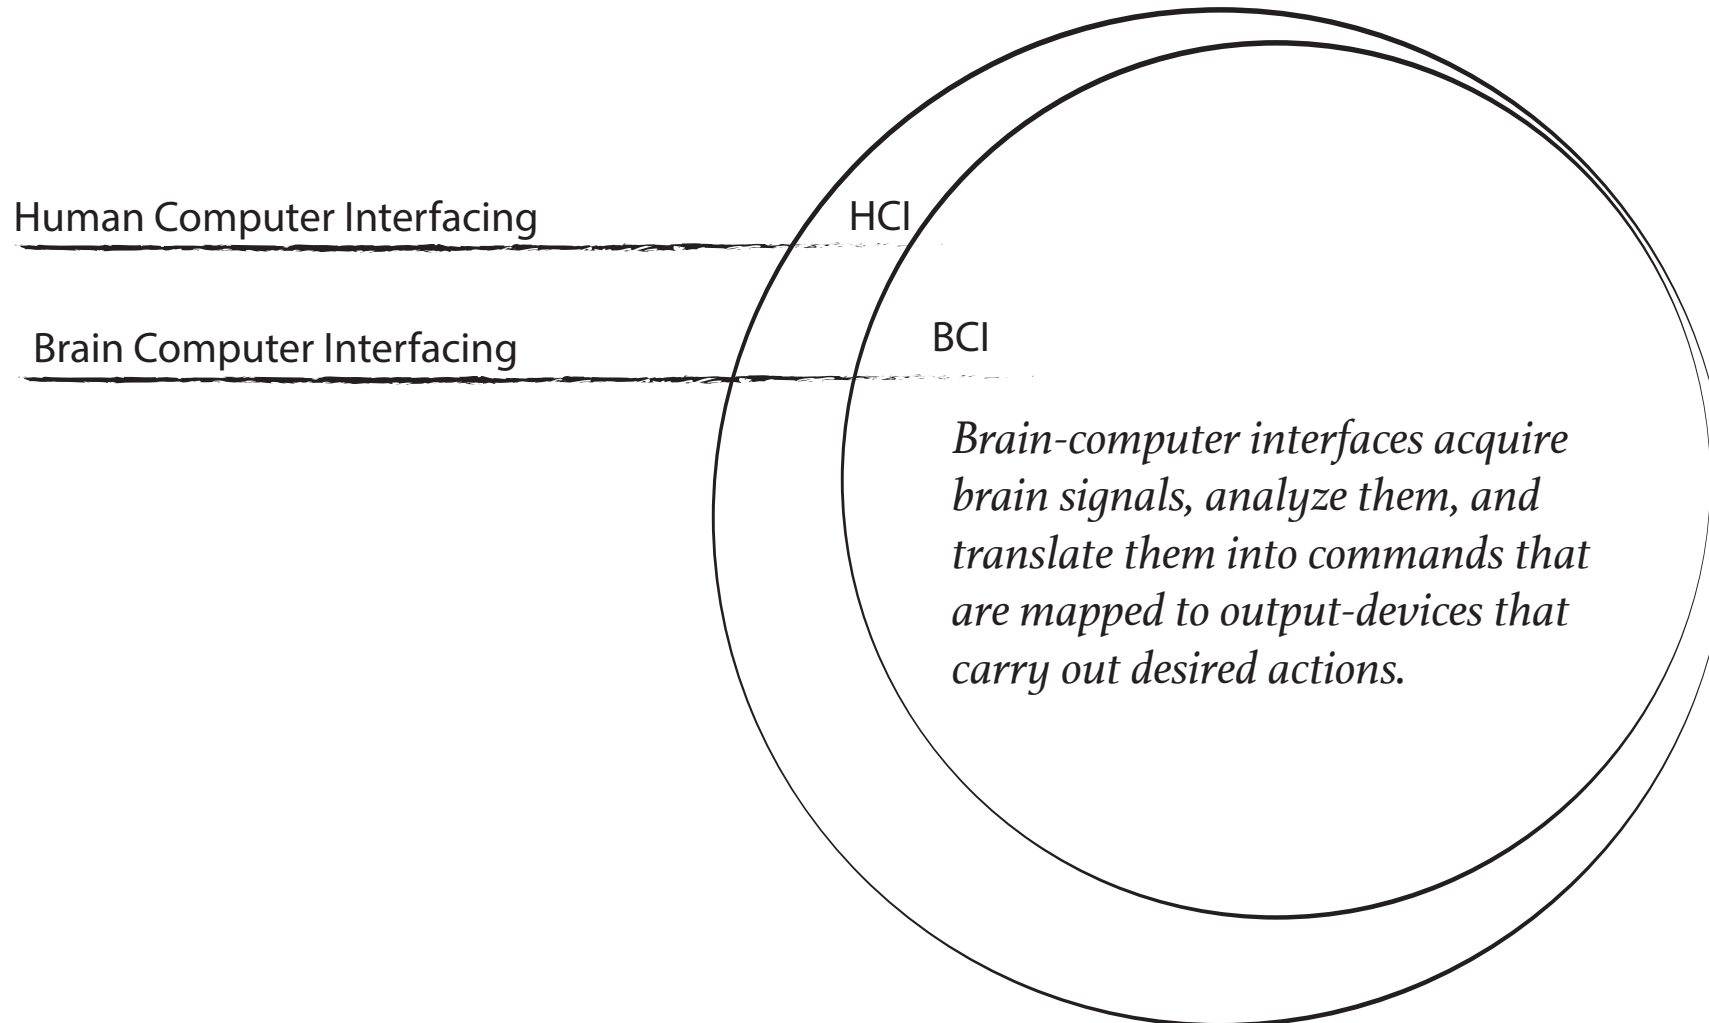 Human Computer Interfacing
HCI
Brain Computer Interfacing
BCI
Brain-computer interfaces acquire
brain signals, analyze them, and
translate them into commands that
are mapped to output-devices that
carry out desired actions.